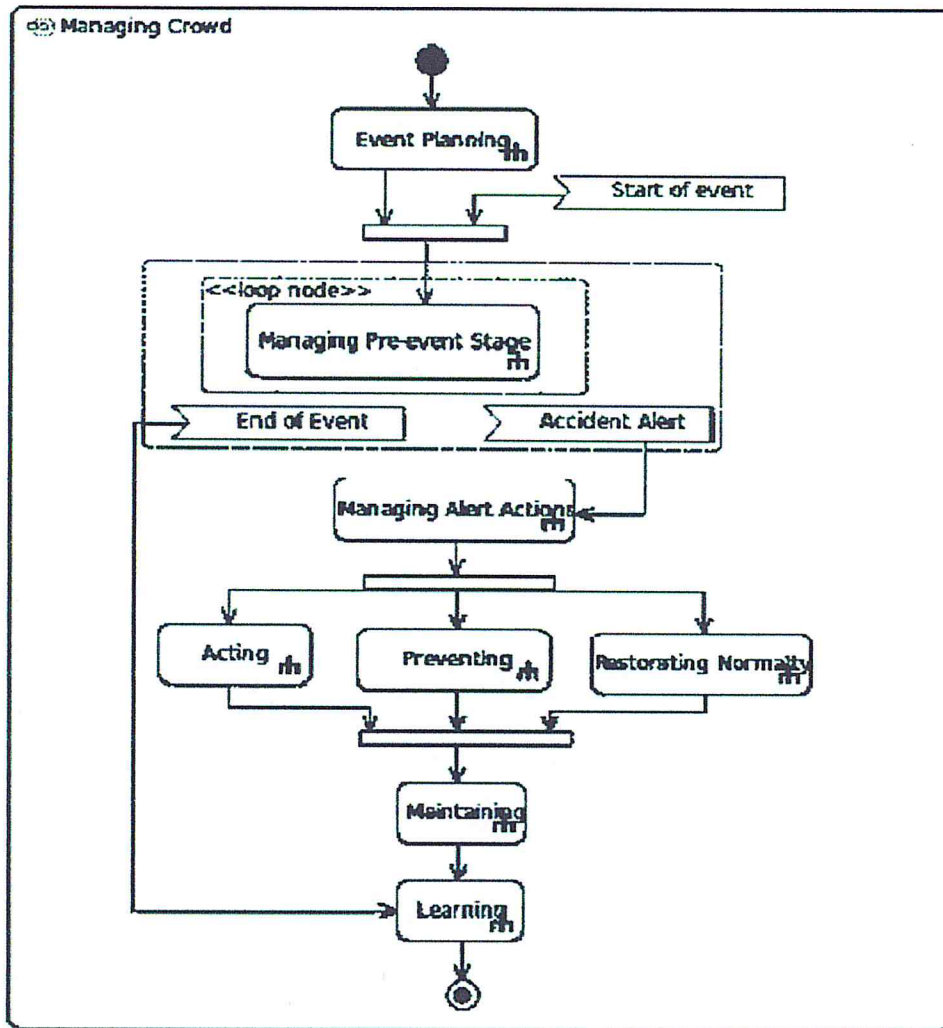 Managing Crowd
Event Planning
Start of event
<<loop node>>
Managing Pre-event Stage
End of Event
Accident Alert
Managing Alert Actions
Acting
Preventing
Restorating Normalty
Maintaining
Learning